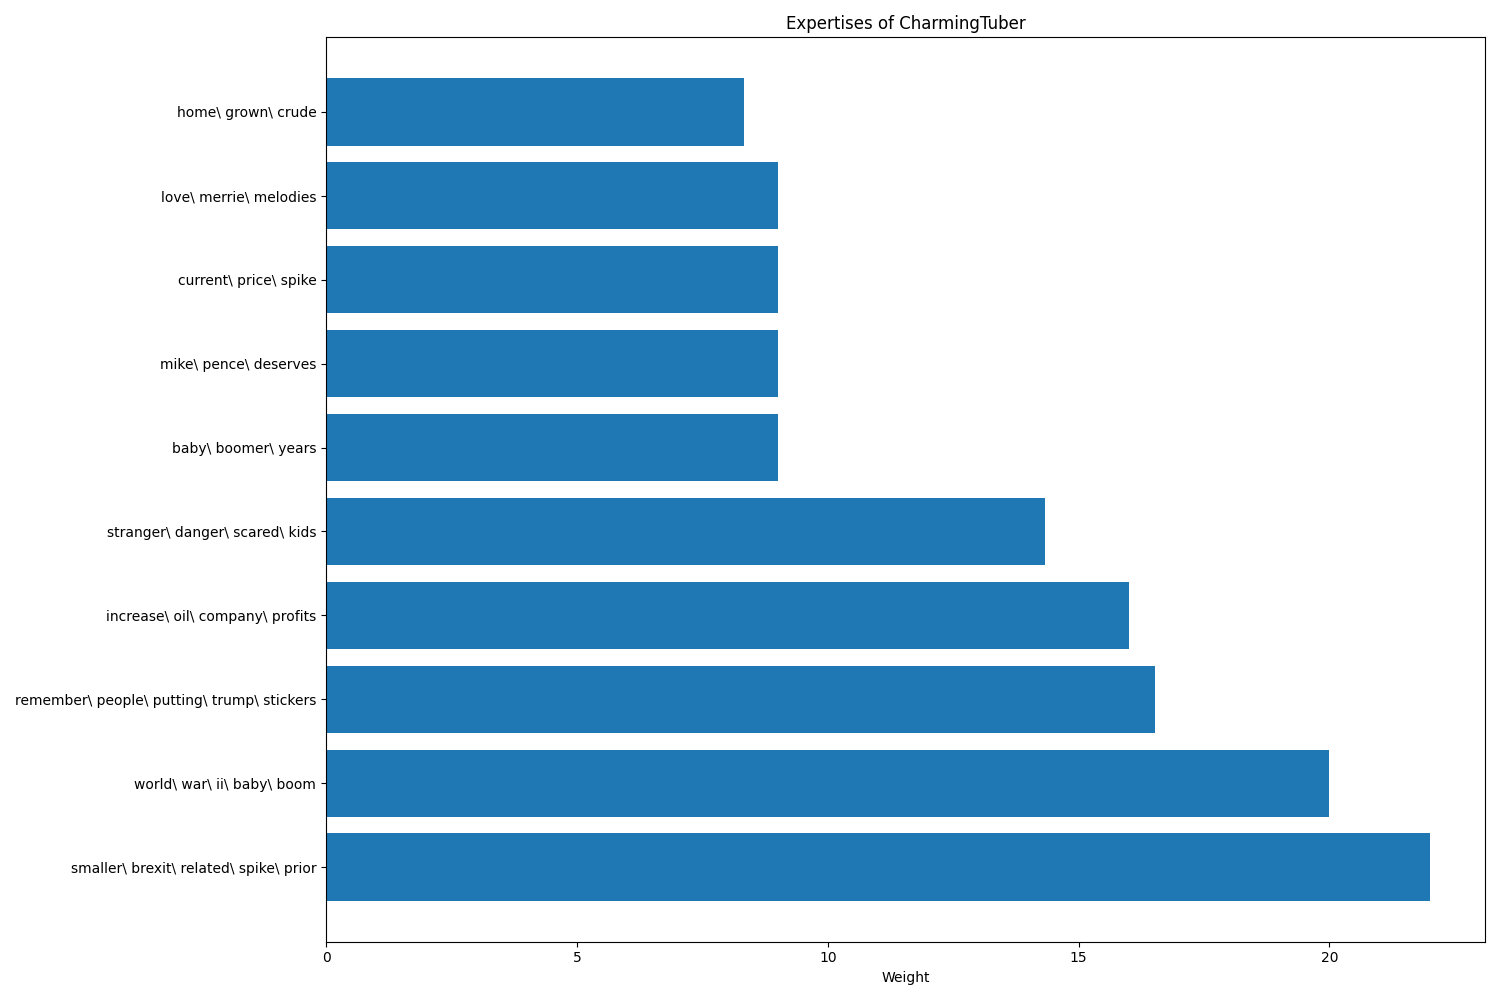 Expertises of CharmingTuber
home\ grown\ crude
love\ merrie\ melodies
current\ price\ spike
mike\ pence\ deserves
baby\ boomer\ years
stranger\ danger\ scared\ kids
increase\ oil\ company\ profits
remember\ people\ putting\ trump\ stickers
world\ war\ ii\ baby\ boom
smaller\ brexit\ related\ spike\ prior
0 5 10 15 20
Weight